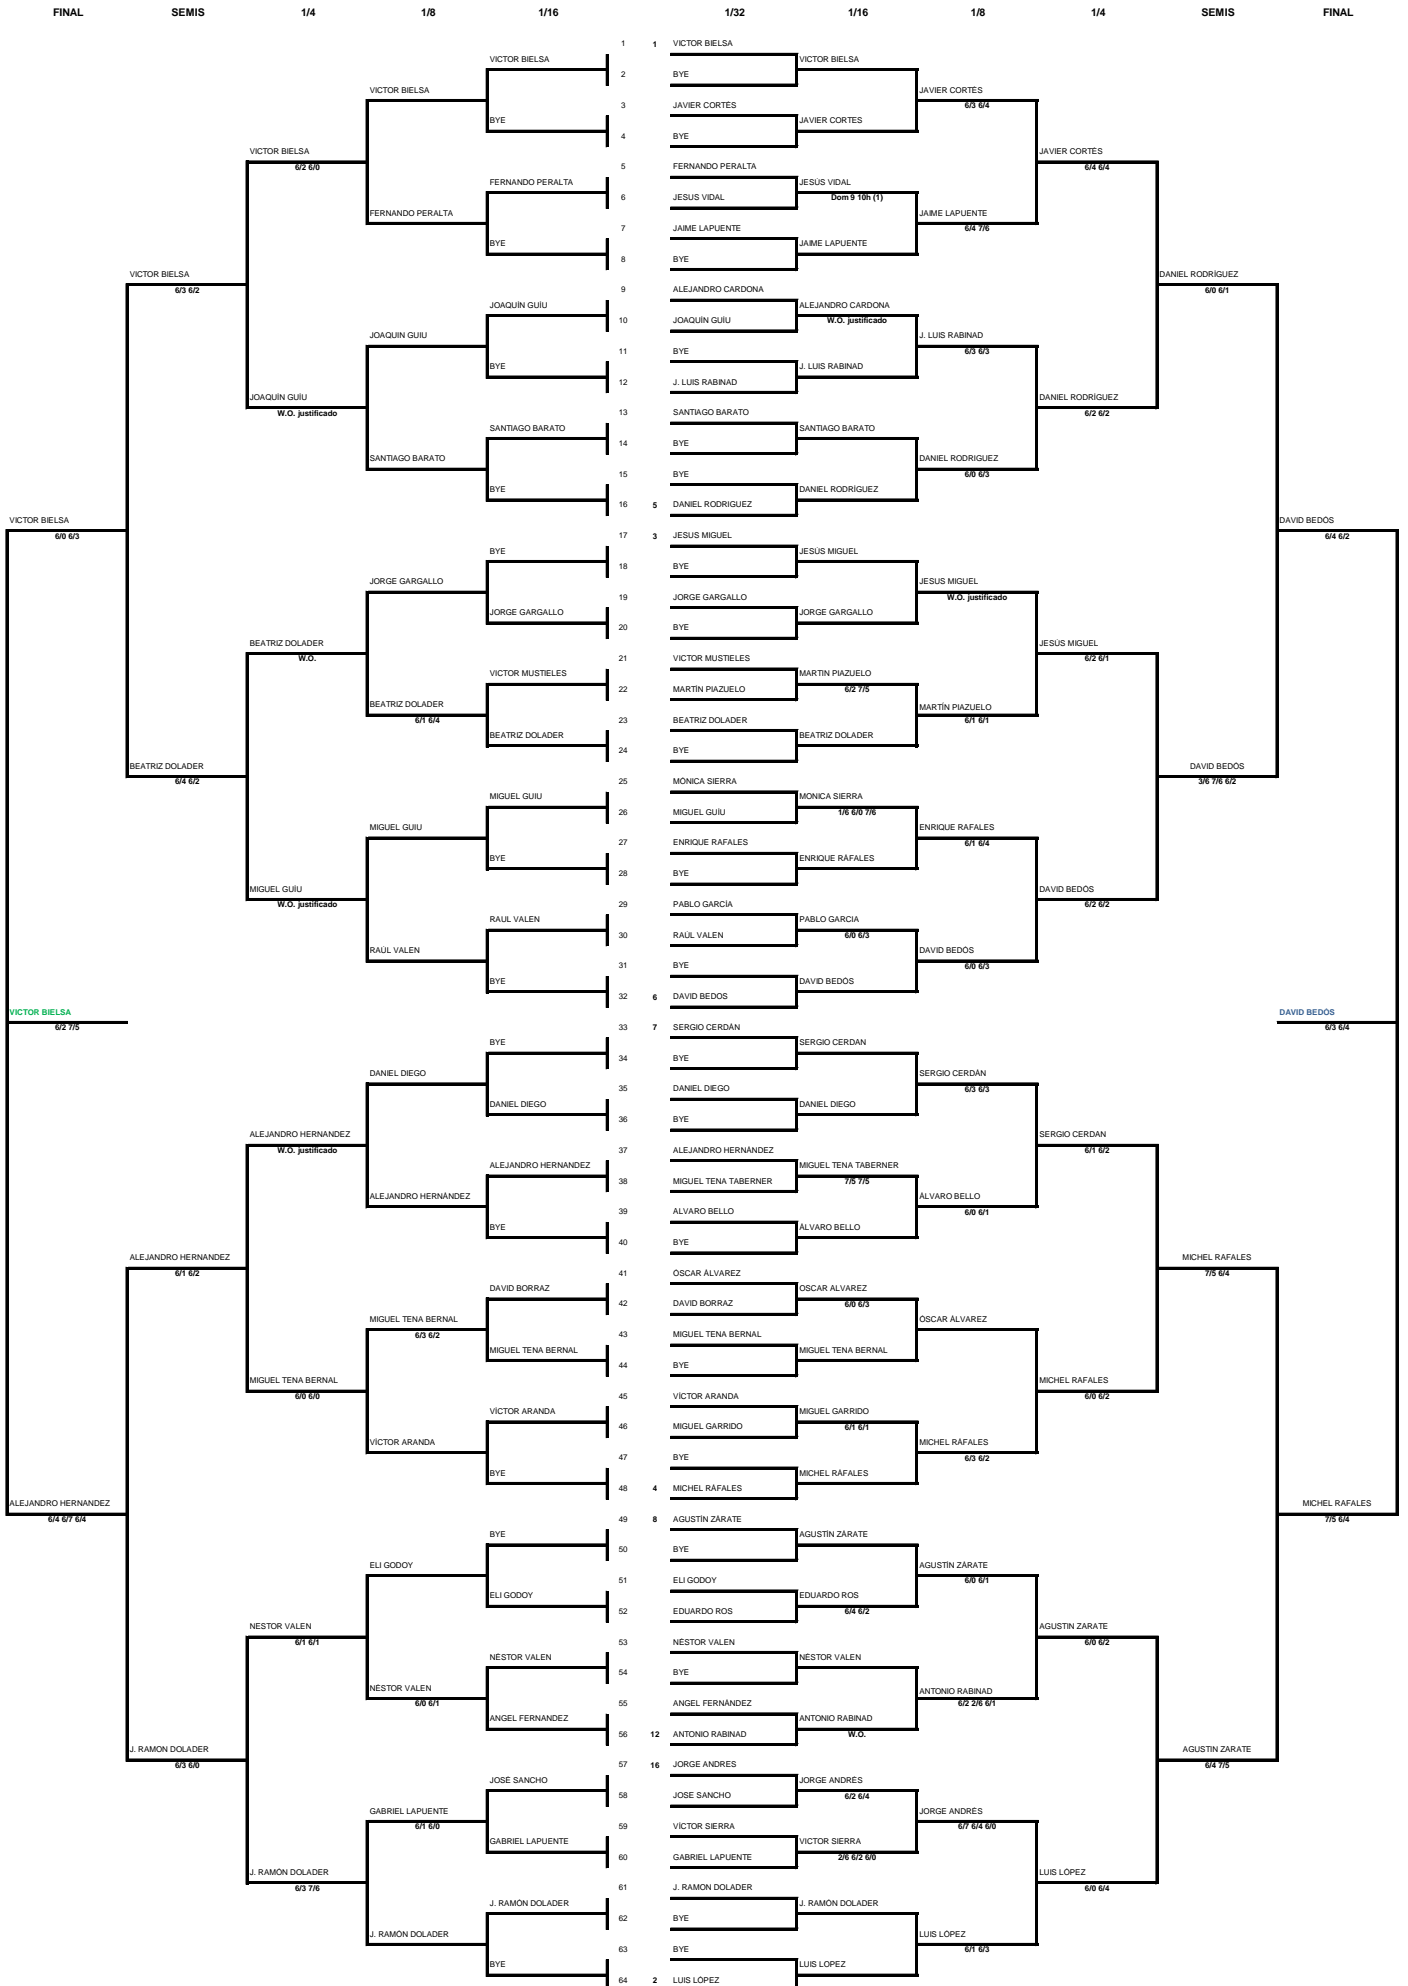 FINAL SEMIS 1/4 1/8 1/16 1/32 1/16 1/8 1/4 SEMIS FINAL
1 1 VICTOR BIELSA
VICTOR BIELSA VICTOR BIELSA
2 BYE
VICTOR BIELSA JAVIER CORTÉS
6/3 6/4
3 JAVIER CORTÉS
BYE JAVIER CORTES
4 BYE
VICTOR BIELSA JAVIER CORTÉS
6/2 6/0 6/4 6/4
5 FERNANDO PERALTA
FERNANDO PERALTA JESÚS VIDAL
6 JESUS VIDAL Dom 9 10h (1)
FERNANDO PERALTA JAIME LAPUENTE
6/4 7/6
7 JAIME LAPUENTE
BYE JAIME LAPUENTE
8 BYE
VICTOR BIELSA DANIEL RODRÍGUEZ
6/3 6/2 6/0 6/1
9 ALEJANDRO CARDONA
JOAQUÍN GUÍU ALEJANDRO CARDONA
10 JOAQUÍN GUÍU W.O. justificado
JOAQUIN GUIU J. LUIS RABINAD
6/3 6/3
11 BYE
BYE J. LUIS RABINAD
12 J. LUIS RABINAD
JOAQUÍN GUÍU DANIEL RODRÍGUEZ
W.O. justificado 6/2 6/2
13 SANTIAGO BARATO
SANTIAGO BARATO SANTIAGO BARATO
14 BYE
SANTIAGO BARATO DANIEL RODRIGUEZ
6/0 6/3
15 BYE
BYE DANIEL RODRÍGUEZ
16 5 DANIEL RODRIGUEZ
VICTOR BIELSA DAVID BEDÓS
6/0 6/3 6/4 6/2
17 3 JESUS MIGUEL
BYE JESÚS MIGUEL
18 BYE
JORGE GARGALLO JESUS MIGUEL
W.O. justificado
19 JORGE GARGALLO
JORGE GARGALLO JORGE GARGALLO
20 BYE
BEATRIZ DOLADER JESÚS MIGUEL
W.O. 6/2 6/1
21 VICTOR MUSTIELES
VICTOR MUSTIELES MARTIN PIAZUELO
22 MARTÍN PIAZUELO 6/2 7/5
BEATRIZ DOLADER MARTÍN PIAZUELO
6/1 6/4 6/1 6/1
23 BEATRIZ DOLADER
BEATRIZ DOLADER BEATRIZ DOLADER
24 BYE
BEATRIZ DOLADER DAVID BEDÓS
6/4 6/2 3/6 7/6 6/2
25 MÓNICA SIERRA
MIGUEL GUIU MONICA SIERRA
26 MIGUEL GUÍU 1/6 6/0 7/6
MIGUEL GUIU ENRIQUE RAFALES
6/1 6/4
27 ENRIQUE RAFALES
BYE ENRIQUE RÁFALES
28 BYE
MIGUEL GUÍU DAVID BEDÓS
W.O. justificado 6/2 6/2
29 PABLO GARCÍA
RAUL VALEN PABLO GARCIA
30 RAÚL VALEN 6/0 6/3
RAÚL VALEN DAVID BEDÓS
6/0 6/3
31 BYE
BYE DAVID BEDÓS
32 6 DAVID BEDOS
VICTOR BIELSA DAVID BEDÓS
6/2 7/5 6/3 6/4
33 7 SERGIO CERDÁN
BYE SERGIO CERDAN
34 BYE
DANIEL DIEGO SERGIO CERDÁN
6/3 6/3
35 DANIEL DIEGO
DANIEL DIEGO DANIEL DIEGO
36 BYE
ALEJANDRO HERNANDEZ SERGIO CERDAN
W.O. justificado 6/1 6/2
37 ALEJANDRO HERNÁNDEZ
ALEJANDRO HERNANDEZ MIGUEL TENA TABERNER
38 MIGUEL TENA TABERNER 7/5 7/5
ALEJANDRO HERNÁNDEZ ÁLVARO BELLO
6/0 6/1
39 ALVARO BELLO
BYE ÁLVARO BELLO
40 BYE
ALEJANDRO HERNANDEZ MICHEL RAFALES
6/1 6/2 7/5 6/4
41 ÓSCAR ÁLVAREZ
DAVID BORRAZ OSCAR ALVAREZ
42 DAVID BORRAZ 6/0 6/3
MIGUEL TENA BERNAL ÓSCAR ÁLVAREZ
6/3 6/2
43 MIGUEL TENA BERNAL
MIGUEL TENA BERNAL MIGUEL TENA BERNAL
44 BYE
MIGUEL TENA BERNAL MICHEL RAFALES
6/0 6/0 6/0 6/2
45 VÍCTOR ARANDA
VÍCTOR ARANDA MIGUEL GARRIDO
46 MIGUEL GARRIDO 6/1 6/1
VÍCTOR ARANDA MICHEL RÁFALES
6/3 6/2
47 BYE
BYE MICHEL RÁFALES
48 4 MICHEL RÁFALES
ALEJANDRO HERNANDEZ MICHEL RAFALES
6/4 6/7 6/4 7/5 6/4
49 8 AGUSTÍN ZÁRATE
BYE AGUSTÍN ZÁRATE
50 BYE
ELI GODOY AGUSTÍN ZÁRATE
6/0 6/1
51 ELI GODOY
ELI GODOY EDUARDO ROS
52 EDUARDO ROS 6/4 6/2
NESTOR VALEN AGUSTIN ZARATE
6/1 6/1 6/0 6/2
53 NÉSTOR VALEN
NÉSTOR VALEN NÉSTOR VALEN
54 BYE
NÉSTOR VALEN ANTONIO RABINAD
6/0 6/1 6/2 2/6 6/1
55 ANGEL FERNÁNDEZ
ANGEL FERNANDEZ ANTONIO RABINAD
56 12 ANTONIO RABINAD W.O.
J. RAMON DOLADER AGUSTIN ZARATE
6/3 6/0 6/4 7/5
57 16 JORGE ANDRES
JOSÉ SANCHO JORGE ANDRÉS
58 JOSE SANCHO 6/2 6/4
GABRIEL LAPUENTE JORGE ANDRÉS
6/1 6/0 6/7 6/4 6/0
59 VÍCTOR SIERRA
GABRIEL LAPUENTE VICTOR SIERRA
60 GABRIEL LAPUENTE 2/6 6/2 6/0
J. RAMÓN DOLADER LUIS LÓPEZ
6/3 7/6 6/0 6/4
61 J. RAMON DOLADER
J. RAMÓN DOLADER J. RAMÓN DOLADER
62 BYE
J. RAMÓN DOLADER LUIS LÓPEZ
6/1 6/3
63 BYE
BYE LUIS LOPEZ
64 2 LUIS LÓPEZ